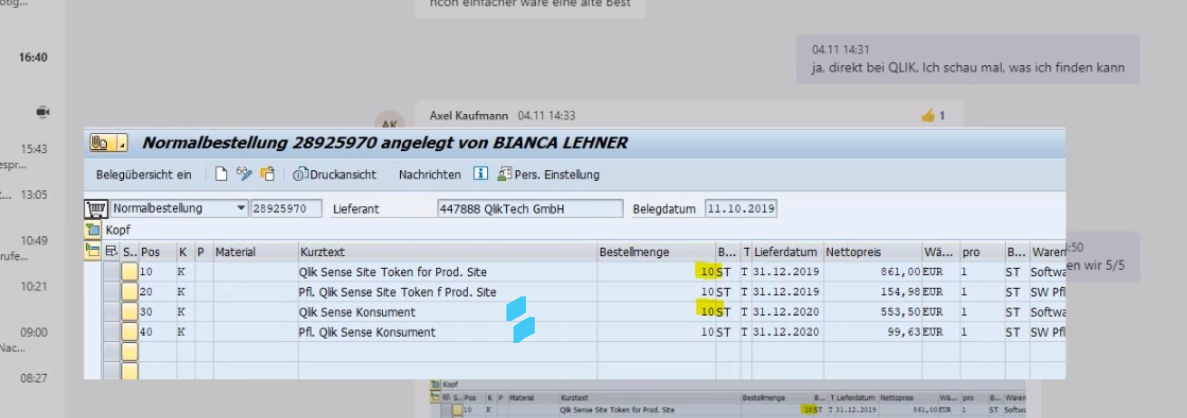 ncon einfacher ware eine alte Best
16:40
04.11 14:31
ja, direkt bei QLIK. Ich schau mal, was ich finden kann
Axel Kaufmann 04.11 14:33
1
AK
15:43
espr...
... 13:05
10:49
rufe...
10:21
09:00
Nac...
08:27
Normalbestellung 28925970 angelegt von BIANCA LEHNER
Belegübersicht ein Druckansicht Nachrichten Pers. Einstellung
Normalbestellung 28925970 Lieferant 447888 QlikTech GmbH Belegdatum 11.10.2019
Kopf
S.. Pos K P Material Kurztext Bestellmenge B... T Lieferdatum Nettopreis Wä... pro B... Waren
10 K Qlik Sense Site Token for Prod. Site 10 ST T 31.12.2019 861,00 EUR 1 ST Softwa
20 K Pfl. Qlik Sense Site Token f Prod. Site 10 ST T 31.12.2019 154,98 EUR 1 ST SW Pfl
30 K Qlik Sense Konsument 10 ST T 31.12.2020 553,50 EUR 1 ST Softwa
40 K Pfl. Qlik Sense Konsument 10 ST T 31.12.2020 99,63 EUR 1 ST SW Pfl
:50
en wir 5/5
Kopf
S.. Pos K P Material Kurztext Bestellmenge B... T Lieferdatum Nettopreis Wä... pro B... Waren
10 K Qlik Sense Site Token for Prod. Site 10 ST T 31.12.2019 861,00 EUR 1 ST Softwa